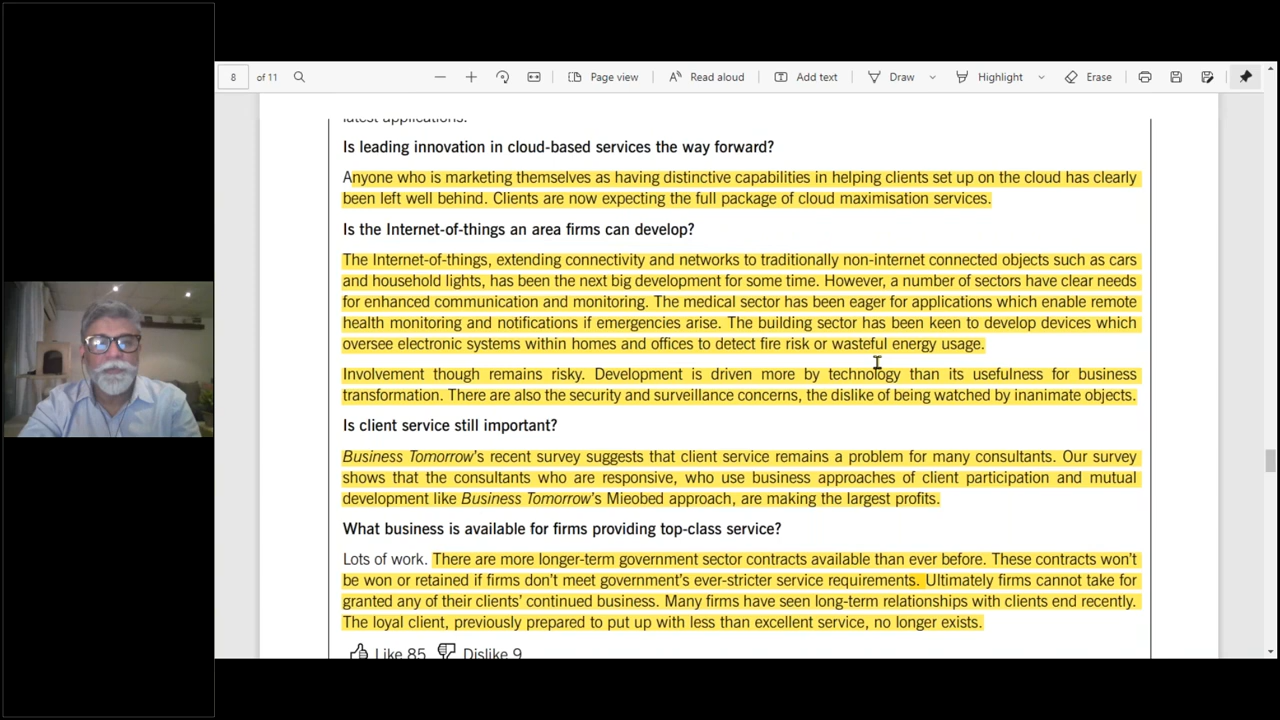 8 of 11 Page view Read aloud Add text Draw Highlight Erase
latest applications.
Is leading innovation in cloud-based services the way forward?
Anyone who is marketing themselves as having distinctive capabilities in helping clients set up on the cloud has clearly
been left well behind. Clients are now expecting the full package of cloud maximisation services.
Is the Internet-of-things an area firms can develop?
The Internet-of-things, extending connectivity and networks to traditionally non-internet connected objects such as cars
and household lights, has been the next big development for some time. However, a number of sectors have clear needs
for enhanced communication and monitoring. The medical sector has been eager for applications which enable remote
health monitoring and notifications if emergencies arise. The building sector has been keen to develop devices which
oversee electronic systems within homes and offices to detect fire risk or wasteful energy usage.
Involvement though remains risky. Development is driven more by technology than its usefulness for business
transformation. There are also the security and surveillance concerns, the dislike of being watched by inanimate objects.
Is client service still important?
Business Tomorrow's recent survey suggests that client service remains a problem for many consultants. Our survey
shows that the consultants who are responsive, who use business approaches of client participation and mutual
development like Business Tomorrow's Mieobed approach, are making the largest profits.
What business is available for firms providing top-class service?
Lots of work. There are more longer-term government sector contracts available than ever before. These contracts won't
be won or retained if firms don't meet government's ever-stricter service requirements. Ultimately firms cannot take for
granted any of their clients' continued business. Many firms have seen long-term relationships with clients end recently.
The loyal client, previously prepared to put up with less than excellent service, no longer exists.
Like 85 Dislike 9